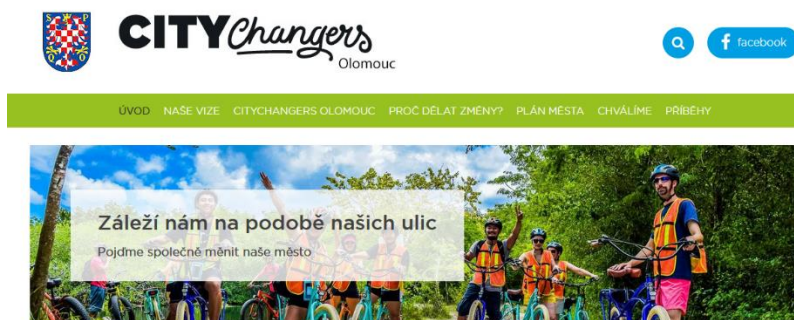 S P
Q O
CITYChangers
Olomouc
facebook
ÚVOD NAŠE VIZE CITYCHANGERS OLOMOUC PROČ DĚLAT ZMĚNY? PLÁN MĚSTA CHVÁLÍME PŘÍBĚHY
Záleží nám na podobě našich ulic
Pojďme společně měnit naše město